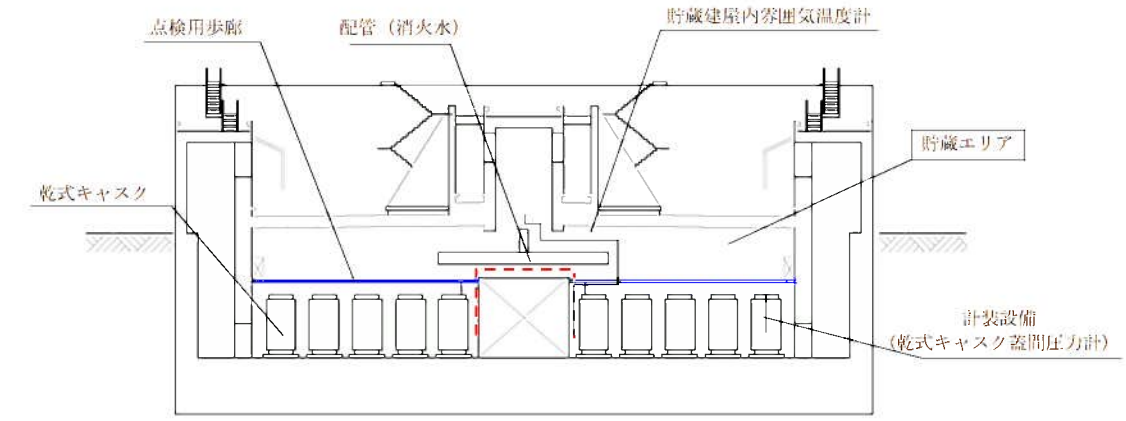 点検用歩廊
配管（消火水）
貯蔵建屋内雰囲気温度計
貯蔵エリア
乾式キャスク
計装設備
（乾式キャスク蓋間圧力計）